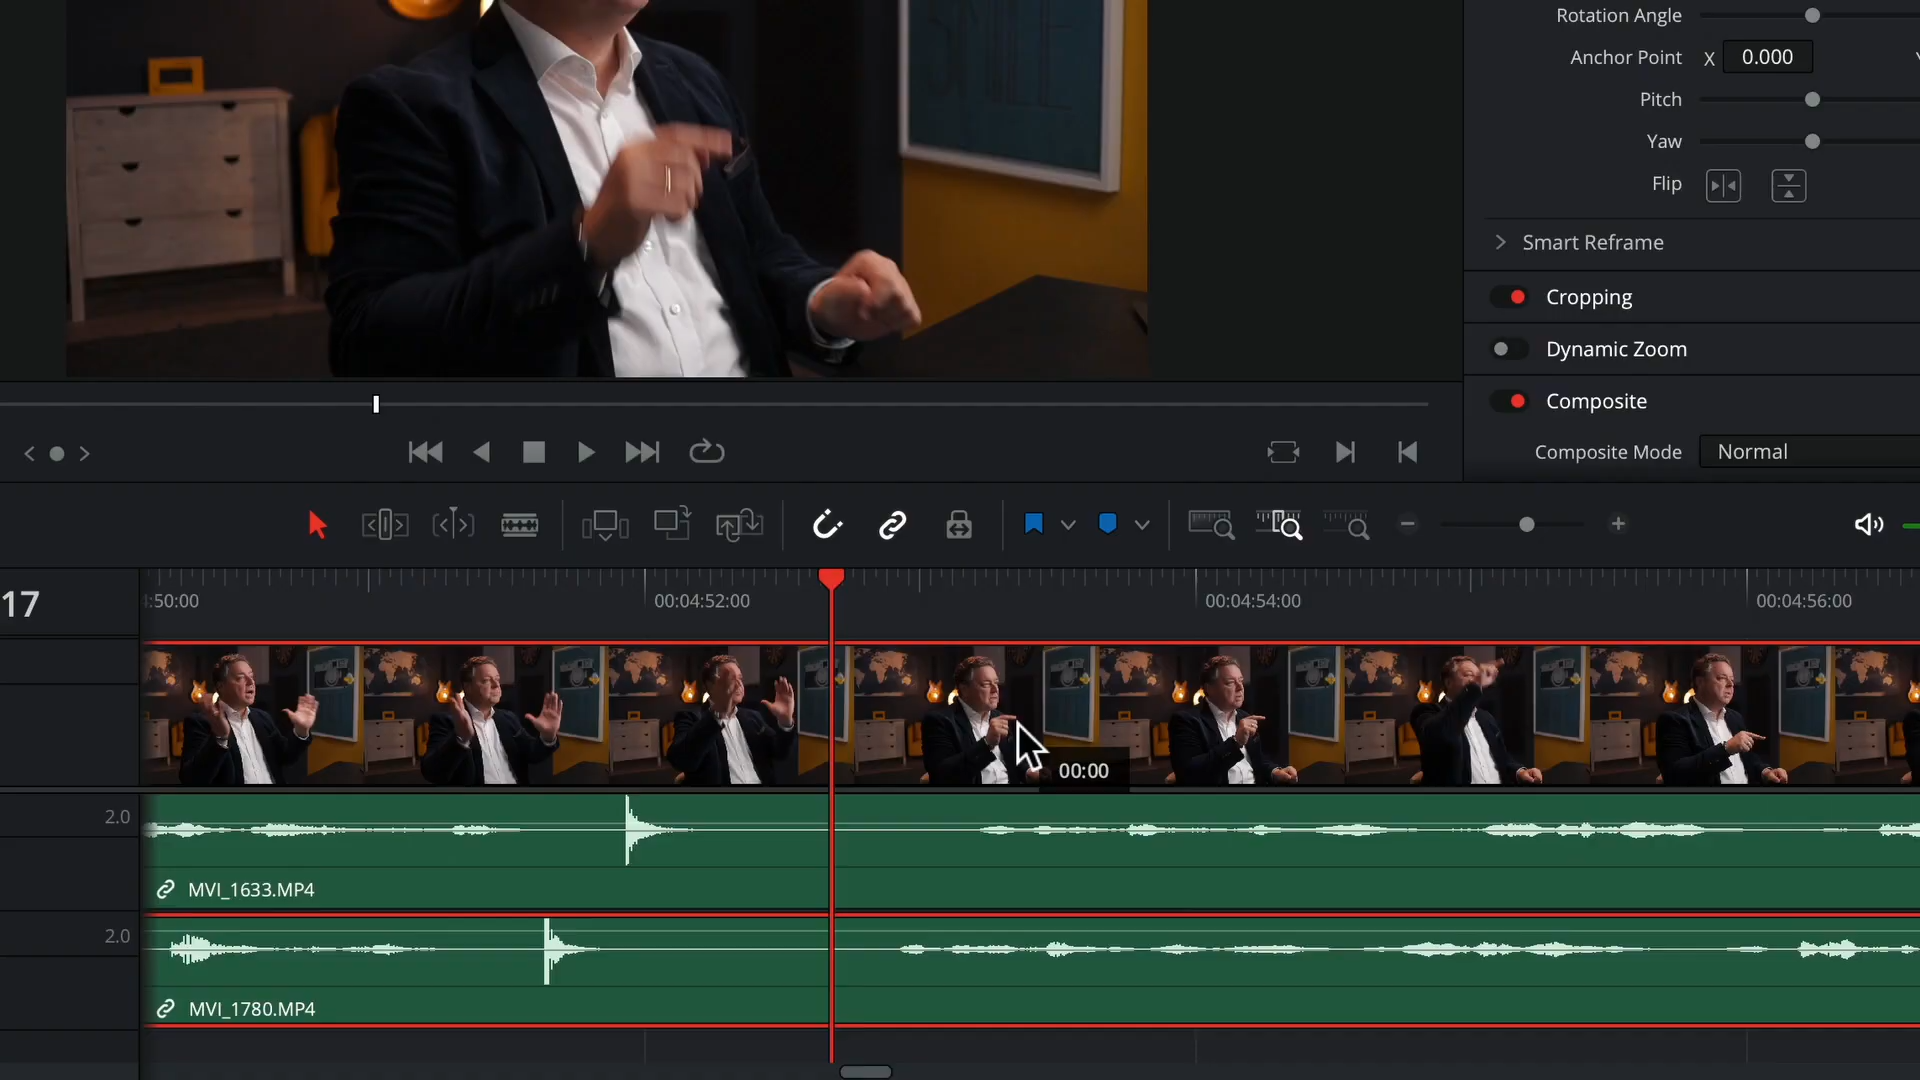 Rotation Angle
Anchor Point X 0.000
Pitch
Yaw
Flip
Smart Reframe
Cropping
Dynamic Zoom
Composite
Composite Mode Normal
17
:50:00 00:04:52:00 00:04:54:00 00:04:56:00
00:00
2.0
MVI_1633.MP4
2.0
MVI_1780.MP4